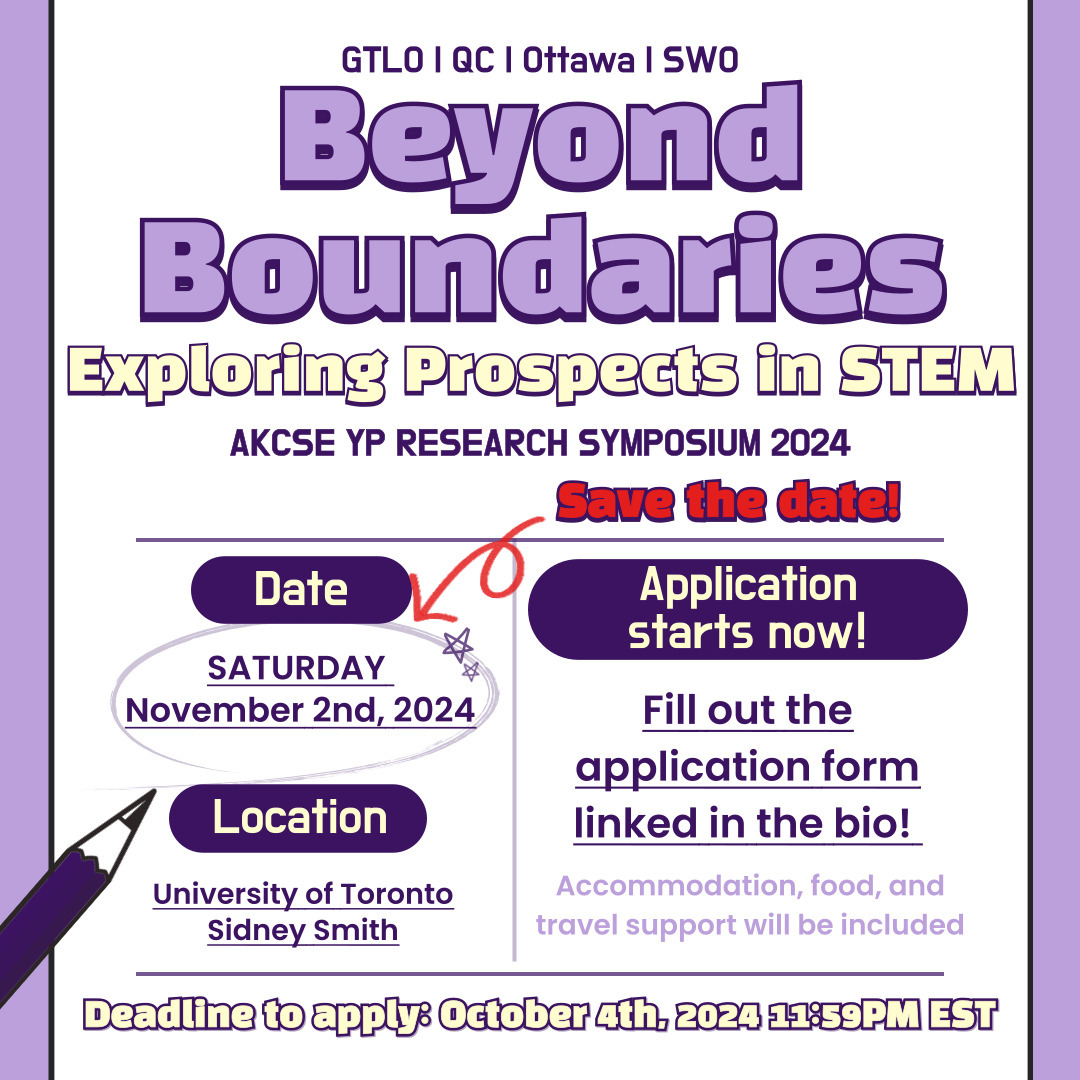 GTLO | QC | Ottawa | SWO
Beyond
Boundaries
Exploring Prospects in STEM
AKCSE YP RESEARCH SYMPOSIUM 2024
Save the date!
Date
SATURDAY
November 2nd, 2024
Location
University of Toronto
Sidney Smith
Application
starts now!
Fill out the
application form
linked in the bio!
Accommodation, food, and
travel support will be included
Deadline to apply: October 4th, 2024 11:59PM EST